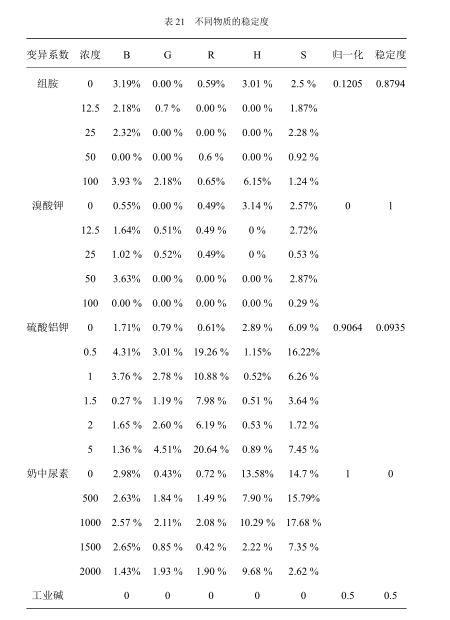 表 21 不同物质的稳定度
变异系数 浓度 B G R H S 归一化 稳定度
组胺 0 3.19% 0.00 % 0.59% 3.01 % 2.5 % 0.1205 0.8794
12.5 2.18% 0.7 % 0.00 % 0.00 % 1.87%
25 2.32% 0.00 % 0.00 % 0.00 % 2.28 %
50 0.00 % 0.00 % 0.6 % 0.00 % 0.92 %
100 3.93 % 2.18% 0.65% 6.15% 1.24 %
溴酸钾 0 0.55% 0.00 % 0.49% 3.14 % 2.57% 0 1
12.5 1.64% 0.51% 0.49 % 0 % 2.72%
25 1.02 % 0.52% 0.49% 0 % 0.53 %
50 3.63% 0.00 % 0.00 % 0.00 % 2.87%
100 0.00 % 0.00 % 0.00 % 0.00 % 0.29 %
硫酸铝钾 0 1.71% 0.79 % 0.61% 2.89 % 6.09 % 0.9064 0.0935
0.5 4.31% 3.01 % 19.26 % 1.15% 16.22%
1 3.76 % 2.78 % 10.88 % 0.52% 6.26 %
1.5 0.27 % 1.19 % 7.98 % 0.51 % 3.64 %
2 1.65 % 2.60 % 6.19 % 0.53 % 1.72 %
5 1.36 % 4.51% 20.64 % 0.89 % 7.45 %
奶中尿素 0 2.98% 0.43% 0.72 % 13.58% 14.7 % 1 0
500 2.63% 1.84 % 1.49 % 7.90 % 15.79%
1000 2.57 % 2.11% 2.08 % 10.29 % 17.68 %
1500 2.65% 0.85 % 0.42 % 2.22 % 7.35 %
2000 1.43% 1.93 % 1.90 % 9.68 % 2.62 %
工业碱 0 0 0 0 0 0.5 0.5